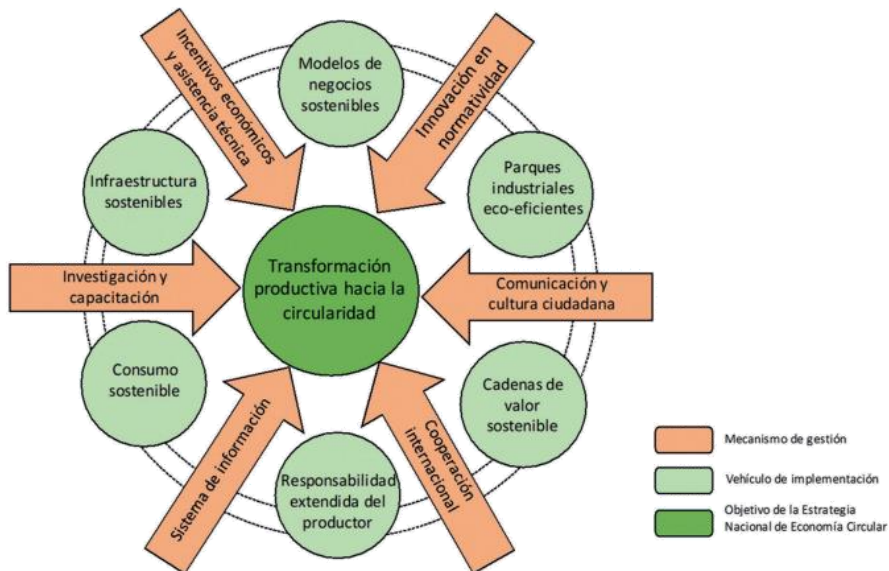 Incentivos económicos
y asistencia técnica
Modelos de
negocios
sostenibles
Innovación en
normatividad
Infraestructura
sostenibles
Parques
industriales
eco-eficientes
Investigación y
capacitación
Transformación
productiva hacia la
circularidad
Comunicación y
cultura ciudadana
Consumo
sostenible
Cadenas de
valor
sostenible
Sistema de información
Responsabilidad
extendida del
productor
Cooperación
internacional
Mecanismo de gestión
Vehículo de implementación
Objetivo de la Estrategia
Nacional de Economía Circular